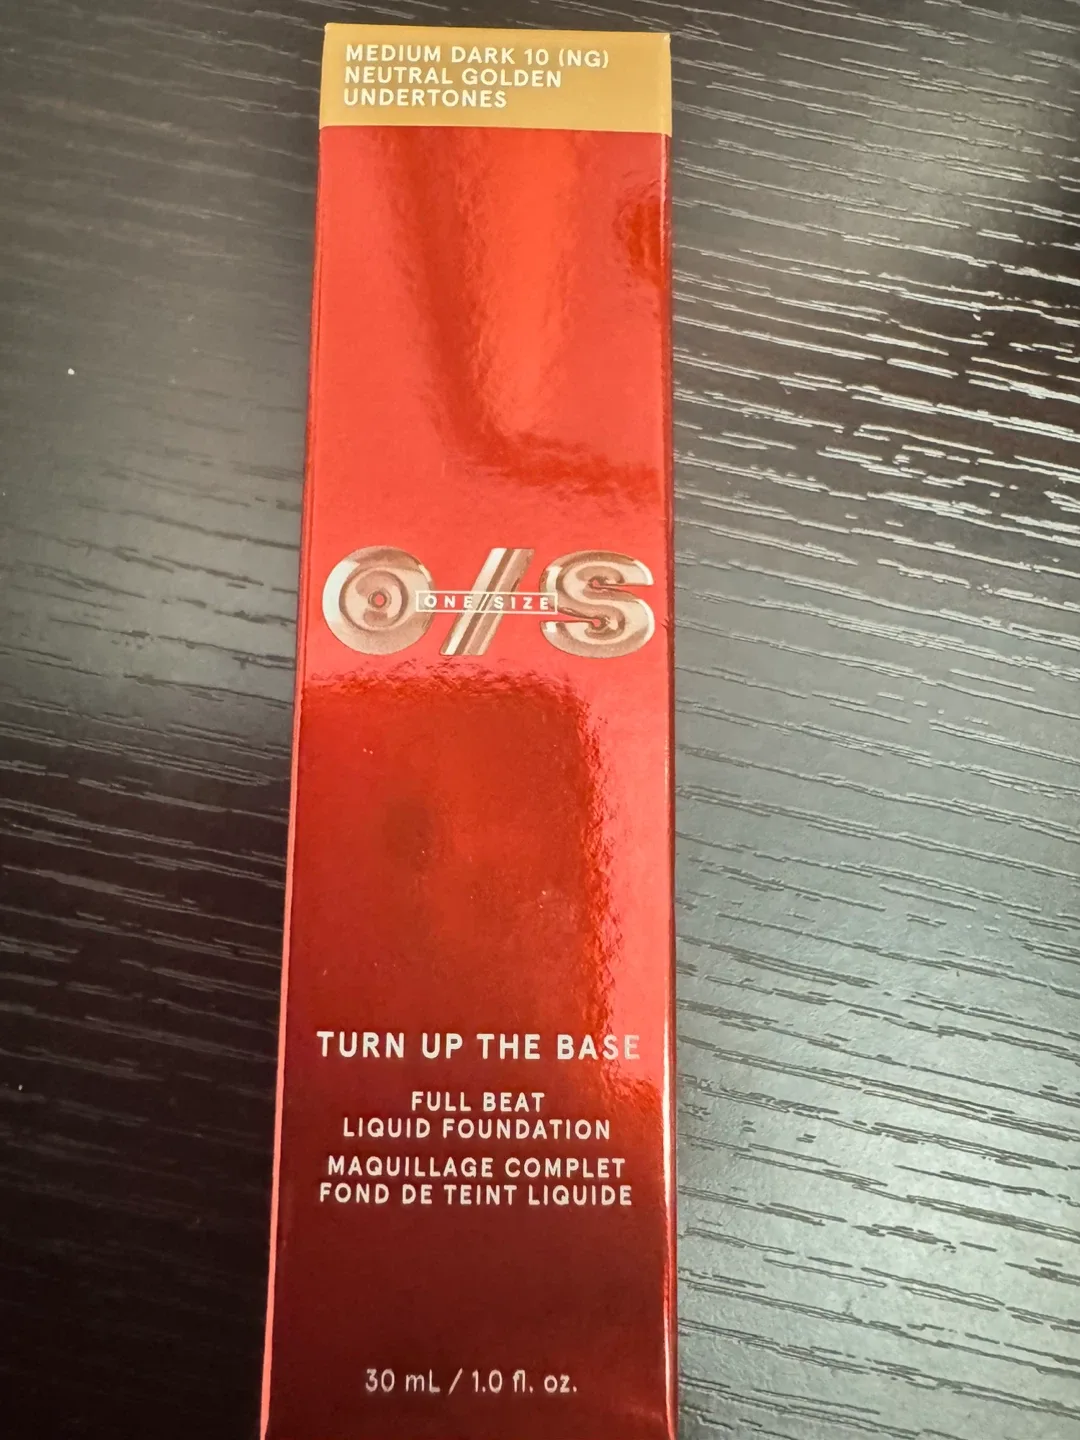 MEDIUM DARK 10 (NG)
NEUTRAL GOLDEN
UNDERTONES
O/S
ONE/SIZE
TURN UP THE BASE
FULL BEAT
LIQUID FOUNDATION
MAQUILLAGE COMPLET
FOND DE TEINT LIQUIDE
30 mL / 1.0 fl. oz.